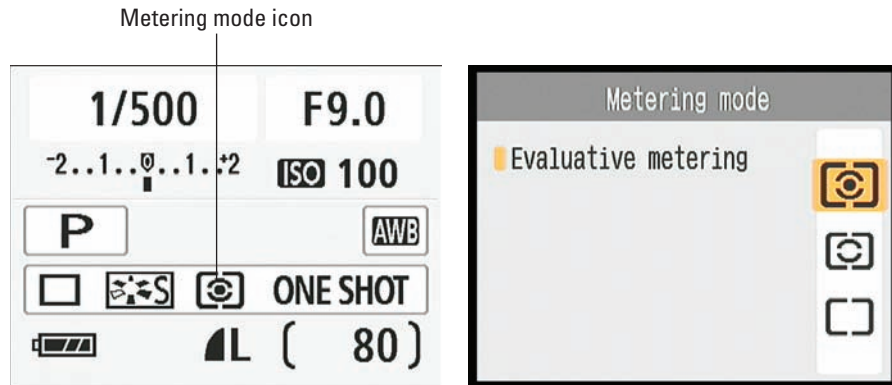 Metering mode icon
1/500 F9.0
-2..1..0..1..+2 ISO 100
P AWB
S ONE SHOT
L [ 80 ]
Metering mode
Evaluative metering